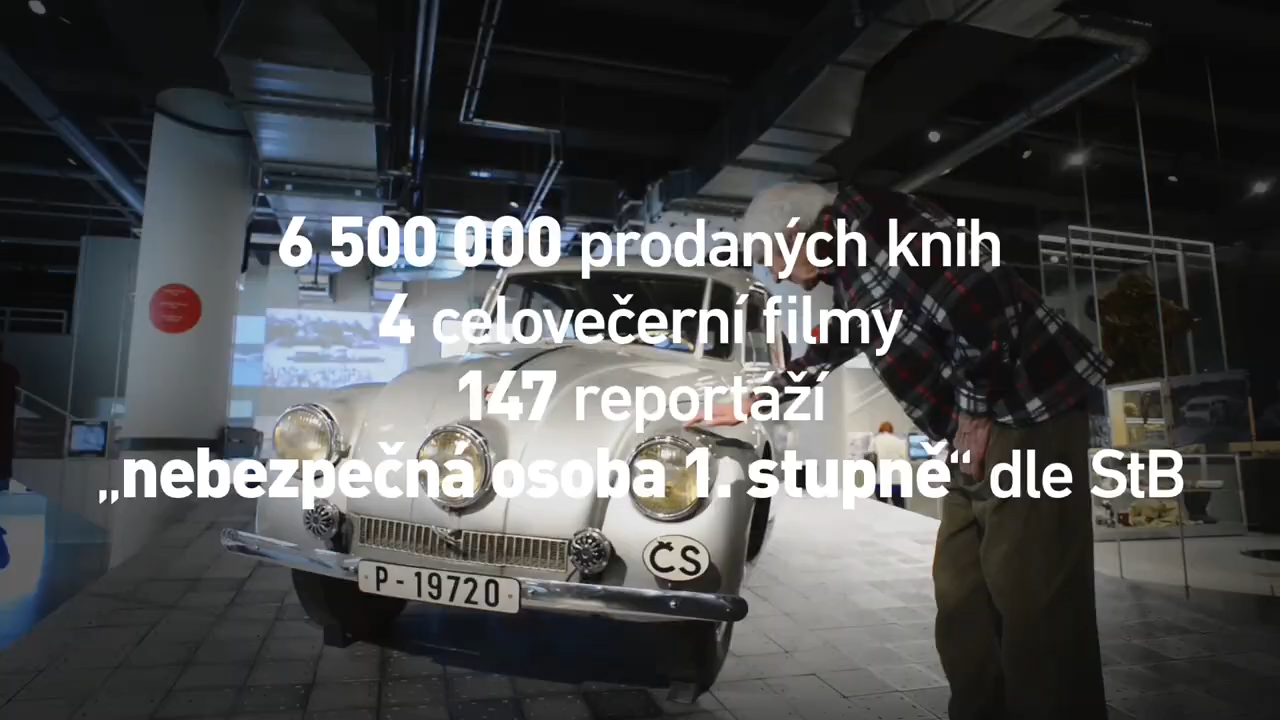 6 500 000 prodaných knih
4 celovečerní filmy
147 reportáží
„nebezpečná osoba 1. stupně“ dle StB
ČS
P - 19720